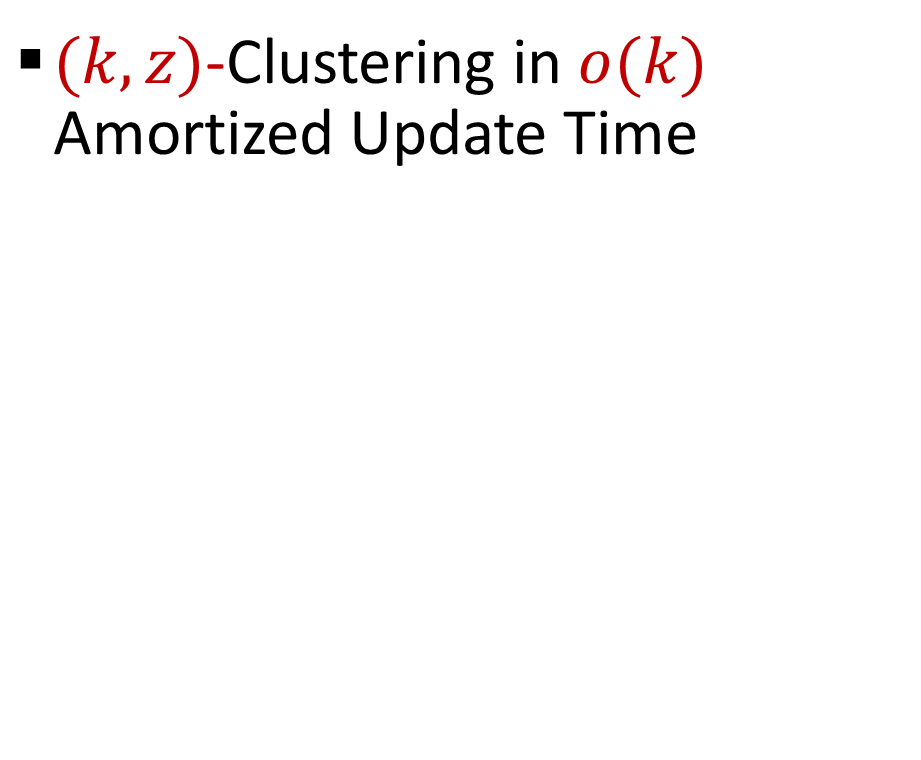 ▪ (k, z)-Clustering in o(k)
Amortized Update Time